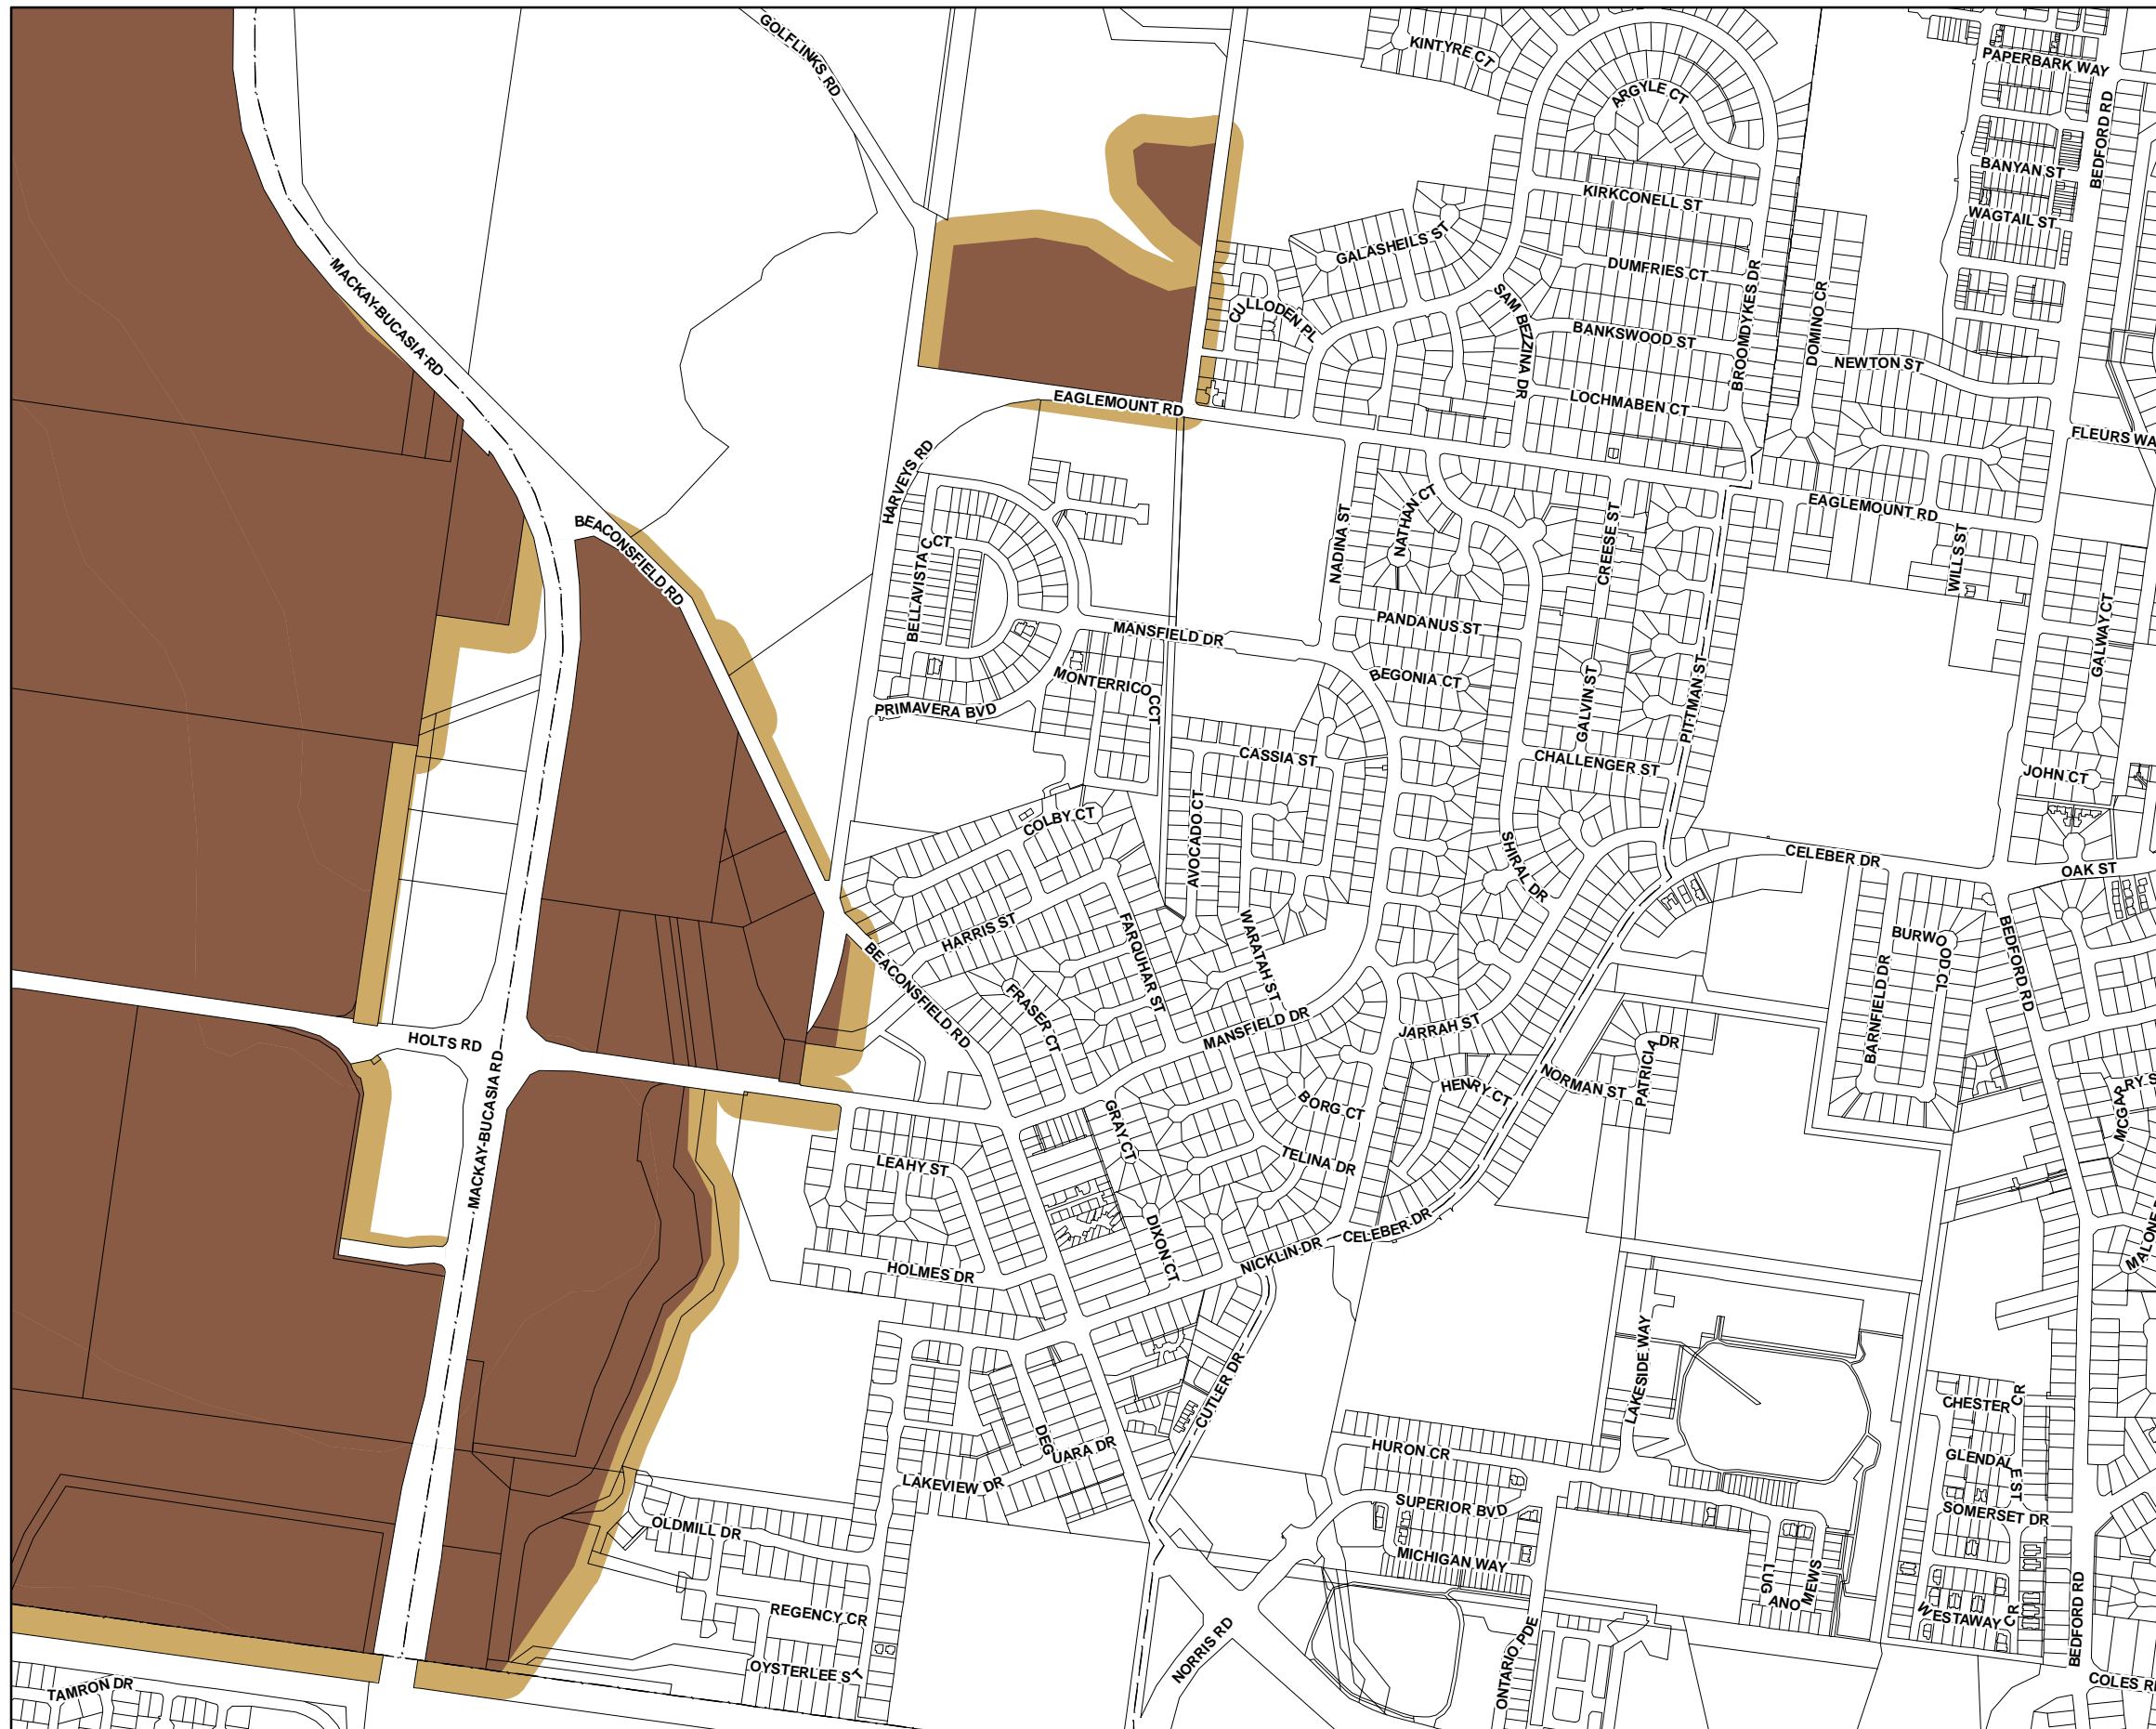 GOLFLINKS RD
KINTYRE CT
ARGYLE CT
PAPERBARK WAY
BEDFORD RD
BANYAN ST
WAGTAIL ST
KIRKCONELL ST
GALASHEILS ST
DUMFRIES CT
MACKAY-BUCASIA RD
CULLODEN PL
SAM BEZZINA DR
BANKSWOOD ST
BROOMDYKES DR
DOMINO CR
NEWTON ST
EAGLEMOUNT RD
LOCHMABEN CT
FLEURS WA
HARVEYS RD
NADINA ST
NATHAN CT
CREESE ST
EAGLEMOUNT RD
WILLS ST
BEACONSFIELD RD
BELLAVISTA CCT
MANSFIELD DR
PANDANUS ST
GALWAY CT
MONTERRICO CCT
BEGONIA CT
GALVIN ST
PITTMAN ST
PRIMAVERA BVD
CASSIA ST
CHALLENGER ST
JOHN CT
COLBY CT
AVOCADO CT
SHIRAL DR
CELEBER DR
OAK ST
HARRIS ST
FARQUHAR ST
WARATAH ST
BURWOOD CL
BEDFORD RD
BEACONSFIELD RD
FRASER CT
BARNFIELD DR
HOLTS RD
MANSFIELD DR
JARRAH ST
PATRICIA DR
MACKAY-BUCASIA RD
GRAY CT
BORG CT
HENRY CT
NORMAN ST
MCGARRY S
LEAHY ST
TELINA DR
DIXON CT
HOLMES DR
NICKLIN DR
CELEBER DR
MALONE
CUTLER DR
LAKESIDE WAY
CHESTER CR
DEGUARA DR
HURON CR
GLENDALE ST
LAKEVIEW DR
SUPERIOR BVD
SOMERSET DR
OLDMILL DR
MICHIGAN WAY
LUGANO MEWS
REGENCY CR
WESTAWAY CR
BEDFORD RD
NORRIS RD
ONTARIO PDE
OYSTERLEE ST
TAMRON DR
COLES R